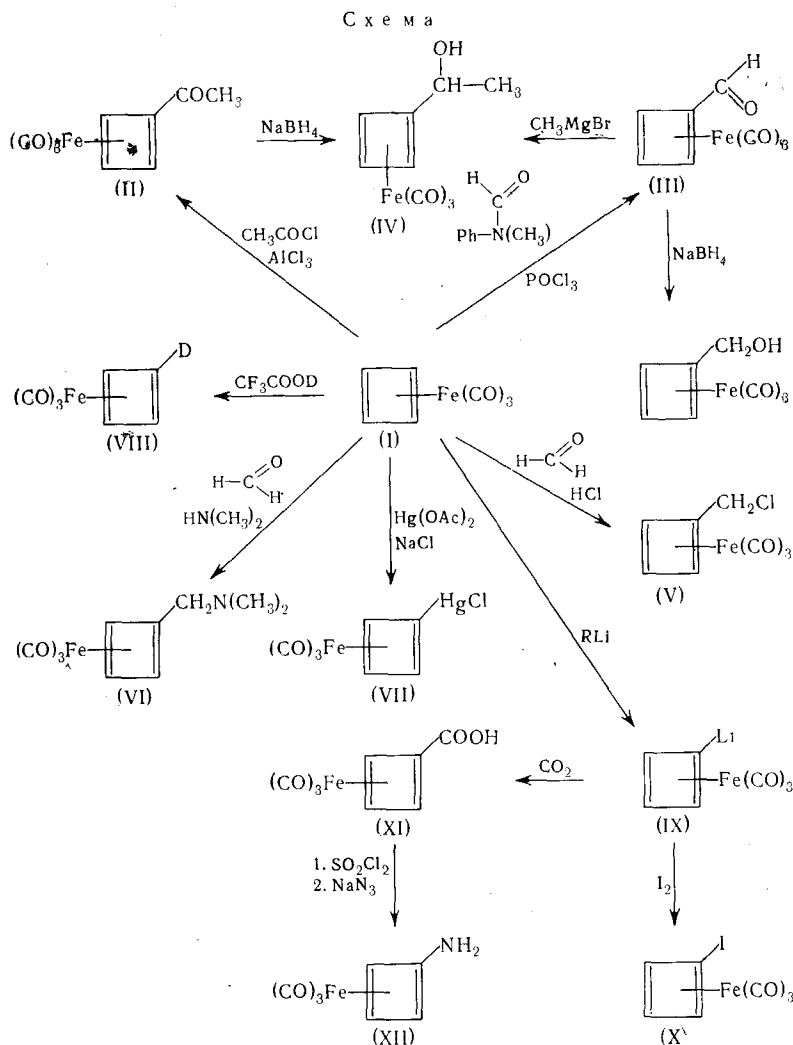 Схема
OH
COCH₃
CH—CH₃
H
C
O
(CO)₃Fe
NaBH₄
CH₃MgBr
Fe(CO)₃
(II)
Fe(CO)₃
(III)
(IV)
H
O
C
Ph—N(CH₃)
CH₃COCl
AlCl₃
POCl₃
NaBH₄
D
CH₂OH
(CO)₃Fe
CF₃COOD
Fe(CO)₃
Fe(CO)₃
(VIII)
(I)
H—C
O
H
HN(CH₃)₂
Hg(OAc)₂
NaCl
H—C
O
H
HCl
CH₂Cl
Fe(CO)₃
(V)
CH₂N(CH₃)₂
HgCl
(CO)₃Fe
(CO)₃Fe
RLi
(VI)
(VII)
COOH
Li
(CO)₃Fe
CO₂
Fe(CO)₃
(XI)
(IX)
1. SO₂Cl₂
2. NaN₃
I₂
NH₂
I
(CO)₃Fe
Fe(CO)₃
(XII)
(X)